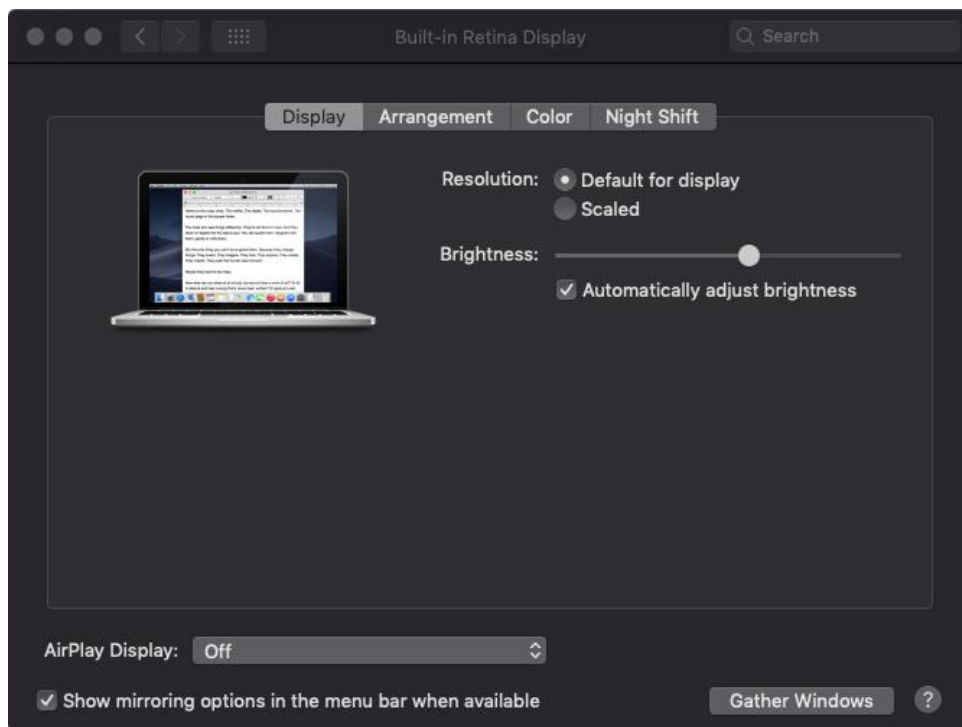 Built-in Retina Display
Search
Display Arrangement Color Night Shift
Resolution: Default for display
Scaled
Brightness:
Automatically adjust brightness
AirPlay Display: Off
Show mirroring options in the menu bar when available
Gather Windows ?